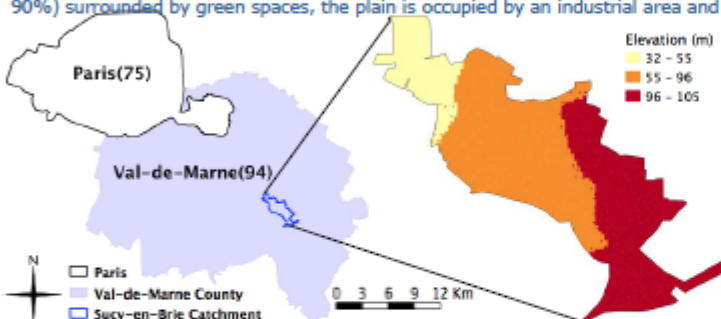 90%) surrounded by green spaces, the plain is occupied by an industrial area and
Paris(75)
Val-de-Marne(94)
Elevation (m)
32 - 55
55 - 96
96 - 105
N
Paris
Val-de-Marne County
Sucy-en-Brie Catchment
0 3 6 9 12 Km